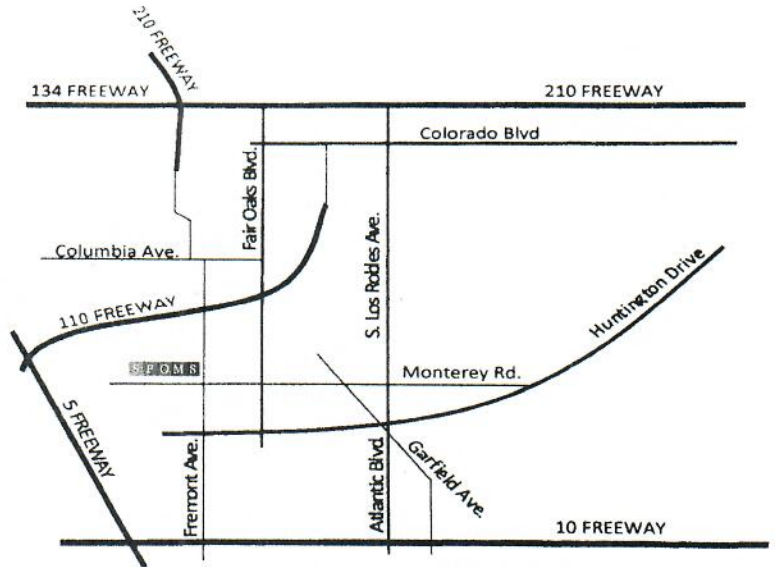 210 FREEWAY
134 FREEWAY
210 FREEWAY
Colorado Blvd
Fair Oaks Blvd.
S. Los Robles Ave.
Columbia Ave.
Huntington Drive
110 FREEWAY
SPOMS
Monterey Rd.
5 FREEWAY
Fremont Ave.
Atlantic Blvd
Garfield Ave.
10 FREEWAY